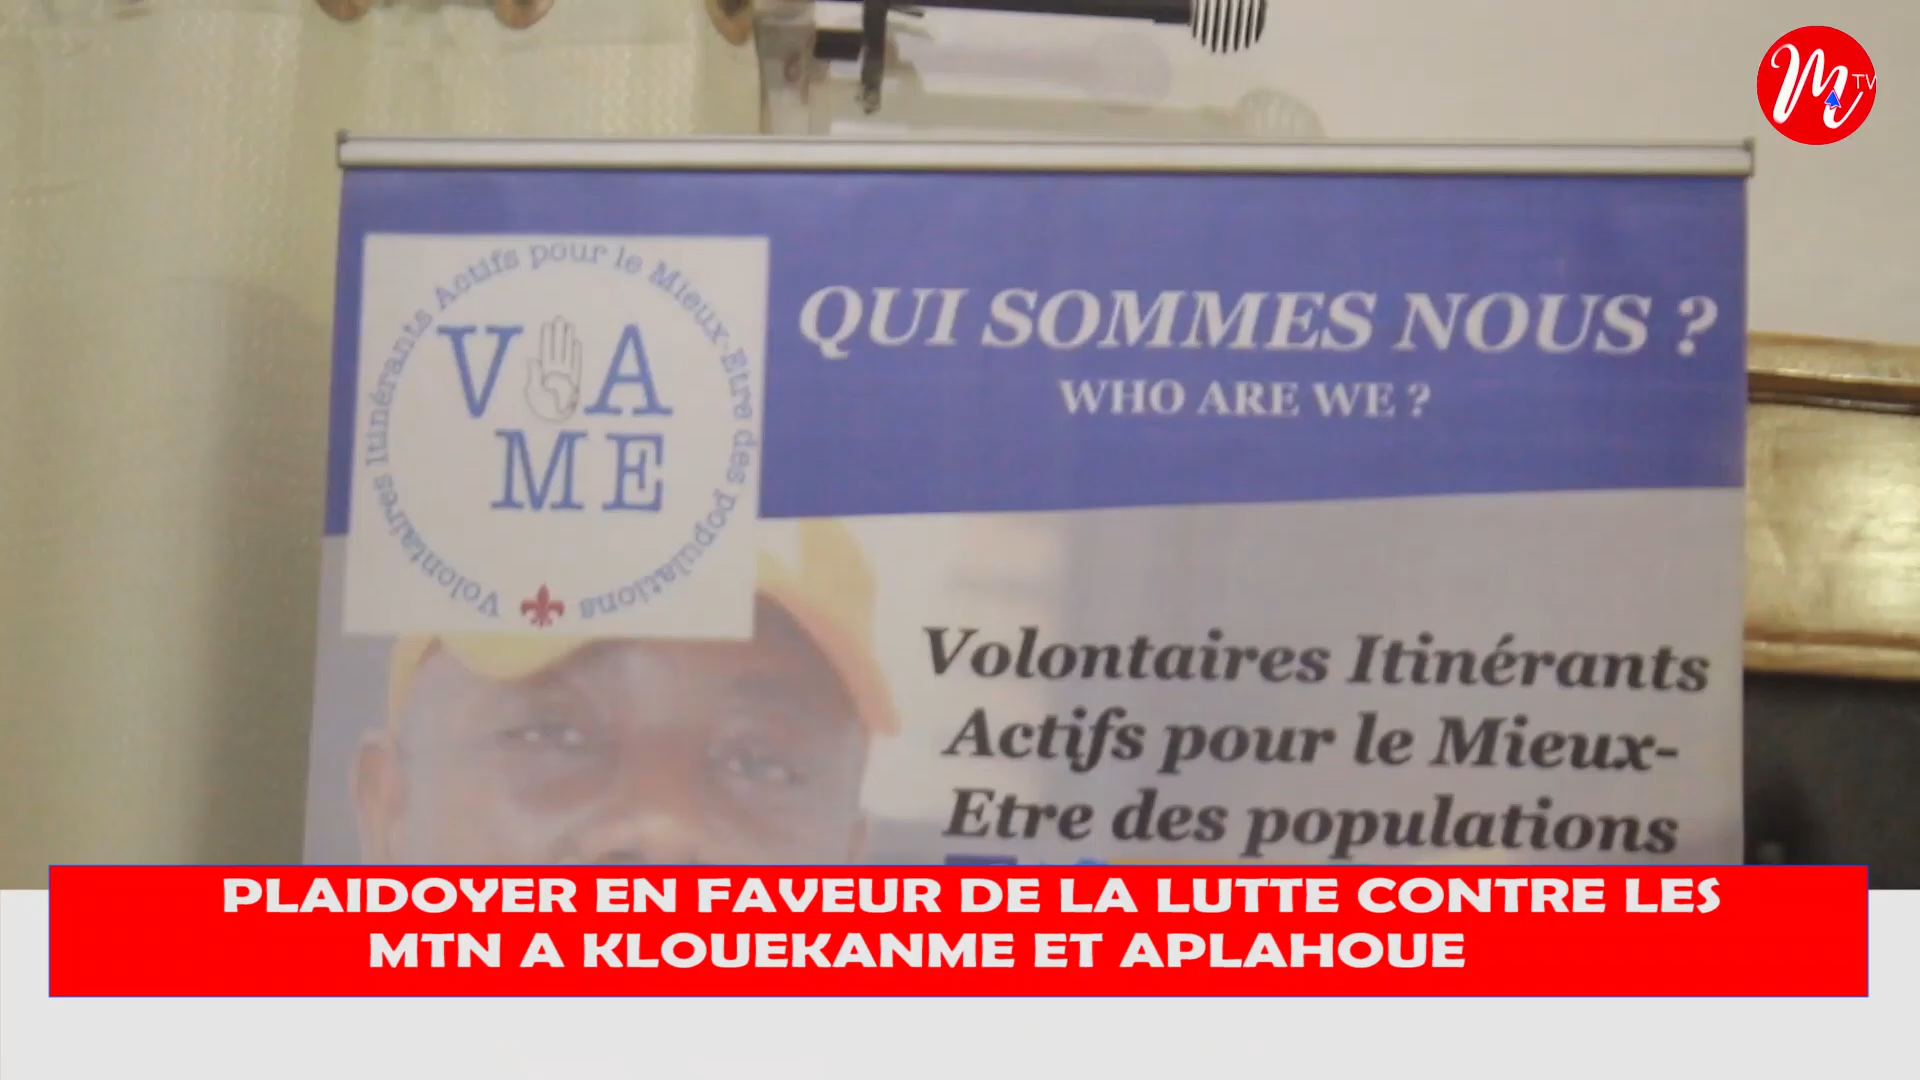 M TV
QUI SOMMES NOUS ?
WHO ARE WE ?
Volontaires Itinérants Actifs pour le Mieux-Etre des populations
V A
ME
Volontaires Itinérants
Actifs pour le Mieux-
Etre des populations
PLAIDOYER EN FAVEUR DE LA LUTTE CONTRE LES
MTN A KLOUEKANME ET APLAHOUE